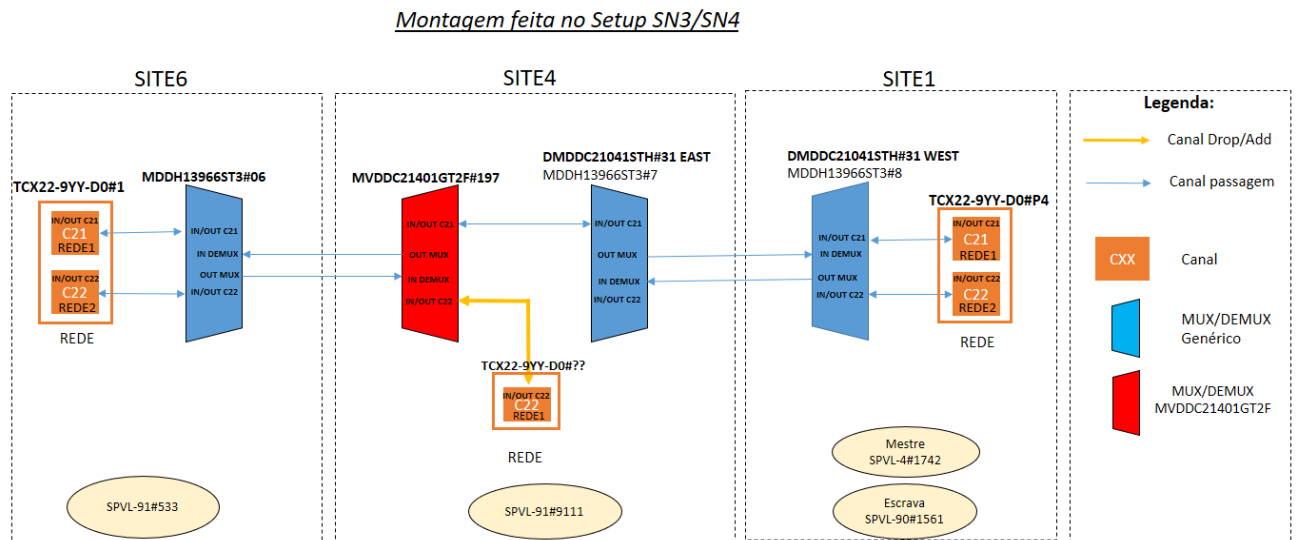 Montagem feita no Setup SN3/SN4
SITE6
SITE4
SITE1
Legenda:
Canal Drop/Add
Canal passagem
CXX
Canal
MUX/DEMUX
Genérico
MUX/DEMUX
MVDDC21401GT2F
TCX22-9YY-D0#1
IN/OUT C21
C21
REDE1
IN/OUT C22
C22
REDE2
REDE
MDDH13966ST3#06
IN/OUT C21
IN DEMUX
OUT MUX
IN/OUT C22
SPVL-91#533
MVDDC21401GT2F#197
IN/OUT C21
OUT MUX
IN DEMUX
IN/OUT C22
DMDDC21041STH#31 EAST
MDDH13966ST3#7
IN/OUT C21
OUT MUX
IN DEMUX
IN/OUT C22
TCX22-9YY-D0#??
IN/OUT C22
C22
REDE1
REDE
SPVL-91#9111
DMDDC21041STH#31 WEST
MDDH13966ST3#8
IN/OUT C21
IN DEMUX
OUT MUX
IN/OUT C22
TCX22-9YY-D0#P4
IN/OUT C21
C21
REDE1
IN/OUT C22
C22
REDE2
REDE
Mestre
SPVL-4#1742
Escrava
SPVL-90#1561